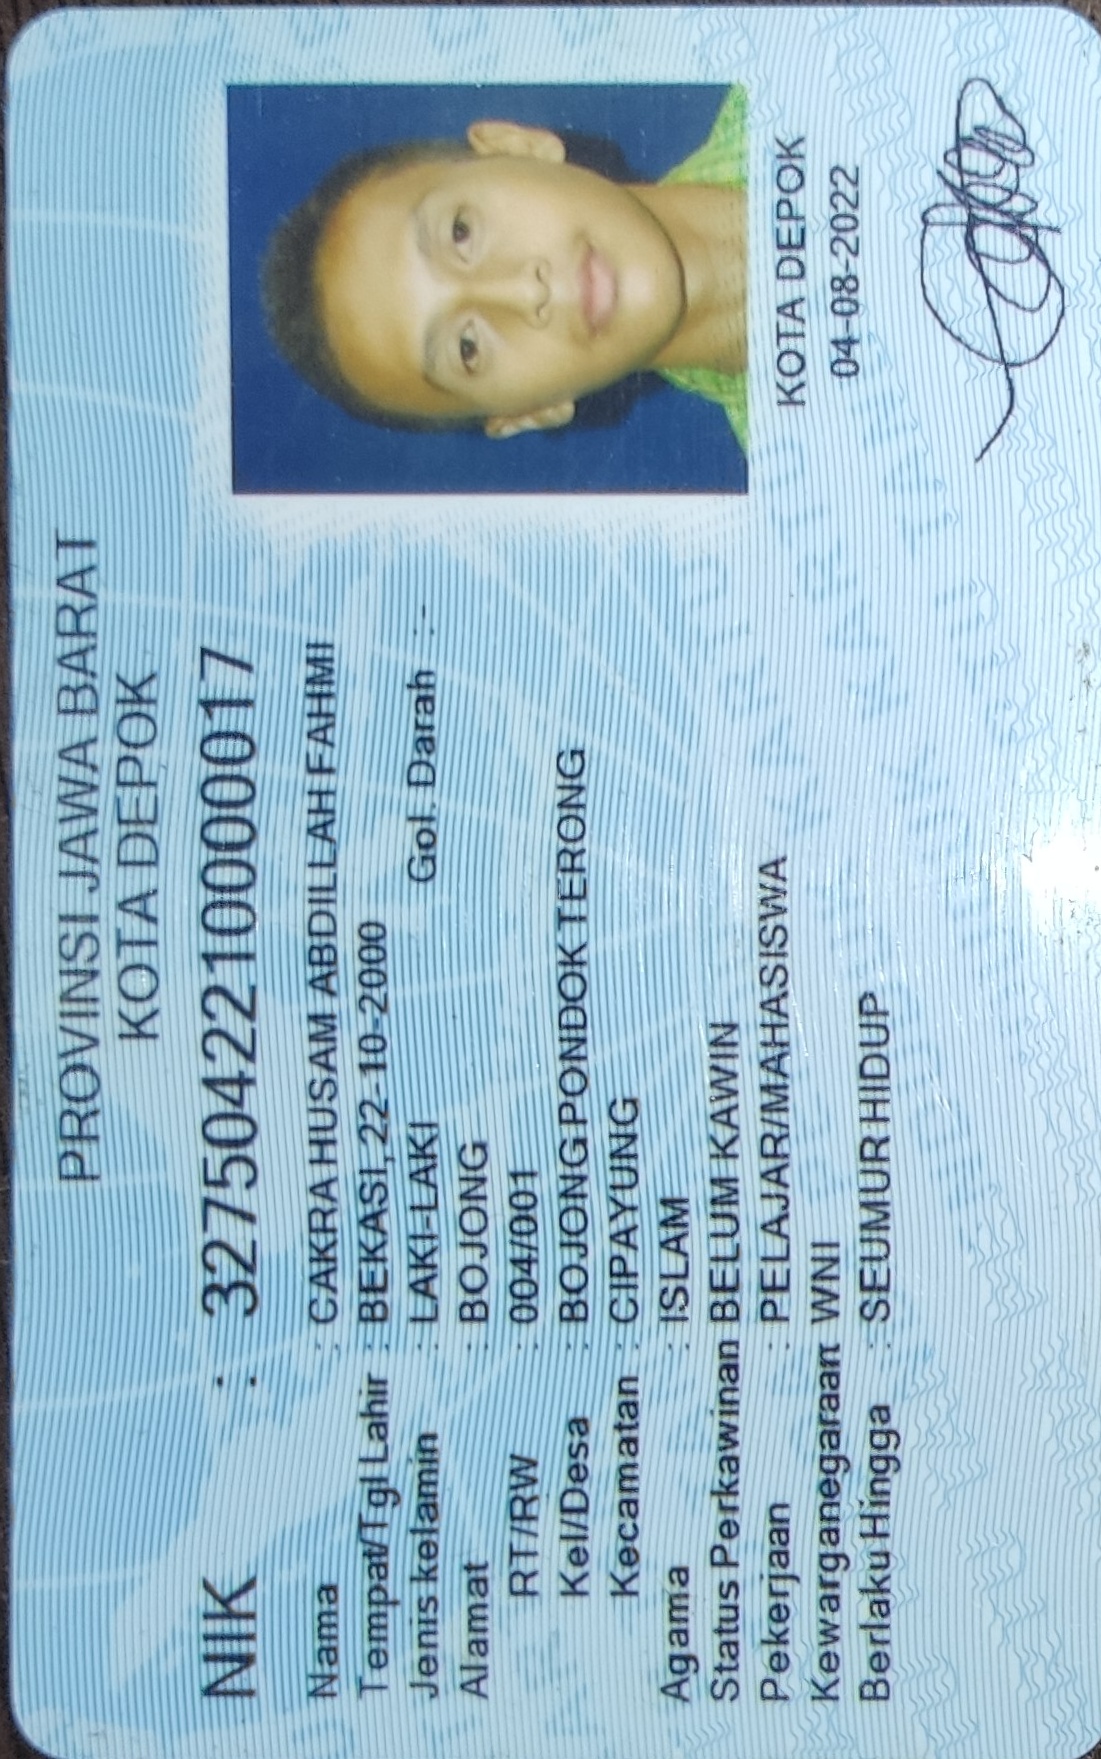 PROVINSI JAWA BARAT
KOTA DEPOK
NIK : 3275042210000017
Nama : CAKRA HUSAM ABDILLAH FAHMI
Tempat/Tgl Lahir : BEKASI, 22-10-2000
Jenis kelamin : LAKI-LAKI Gol. Darah : -
Alamat : BOJONG
RT/RW : 004/001
Kel/Desa : BOJONG PONDOK TERONG
Kecamatan : CIPAYUNG
Agama : ISLAM
Status Perkawinan BELUM KAWIN
Pekerjaan : PELAJAR/MAHASISWA
Kewarganegaraan WNI
Berlaku Hingga : SEUMUR HIDUP
KOTA DEPOK
04-08-2022